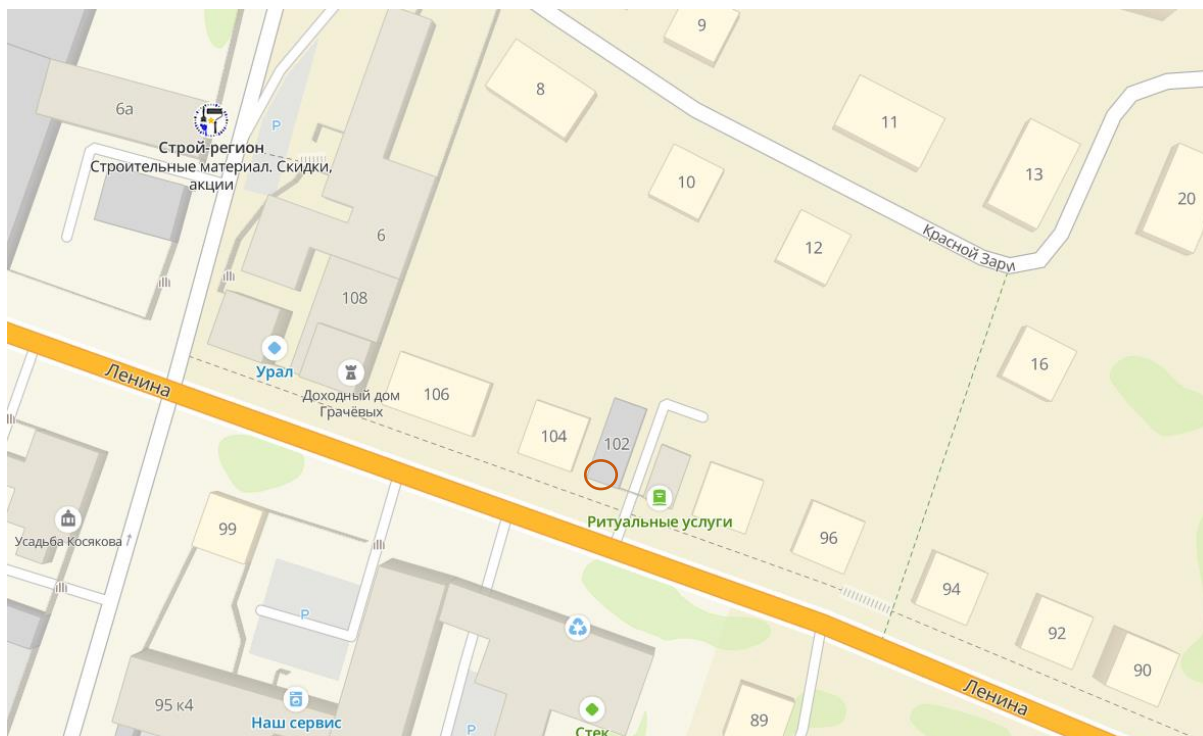 9
8
6а
11
P
Строй-регион
Строительные материал. Скидки,
акции
13
10
20
6
12
Красной Зари
108
16
Урал
Ленина
Доходный дом
Грачёвых
106
104
102
Ритуальные услуги
99
96
Усадьба Косякова
94
P
92
90
Ленина
95 к4
Наш сервис
P
Стек
89